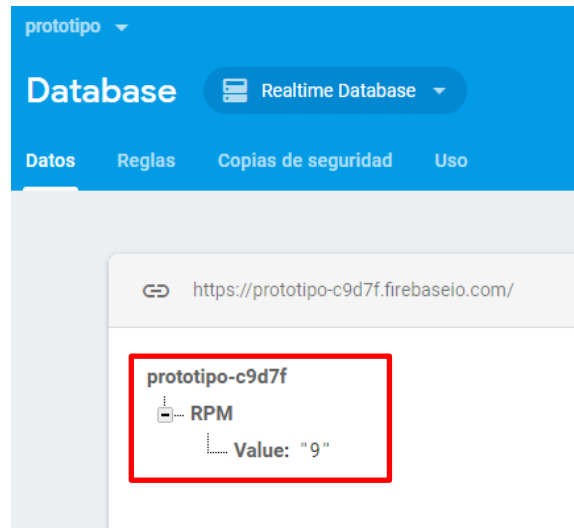 prototipo
Database Realtime Database
Datos Reglas Copias de seguridad Uso
https://prototipo-c9d7f.firebaseio.com/
prototipo-c9d7f
RPM
Value: "9"